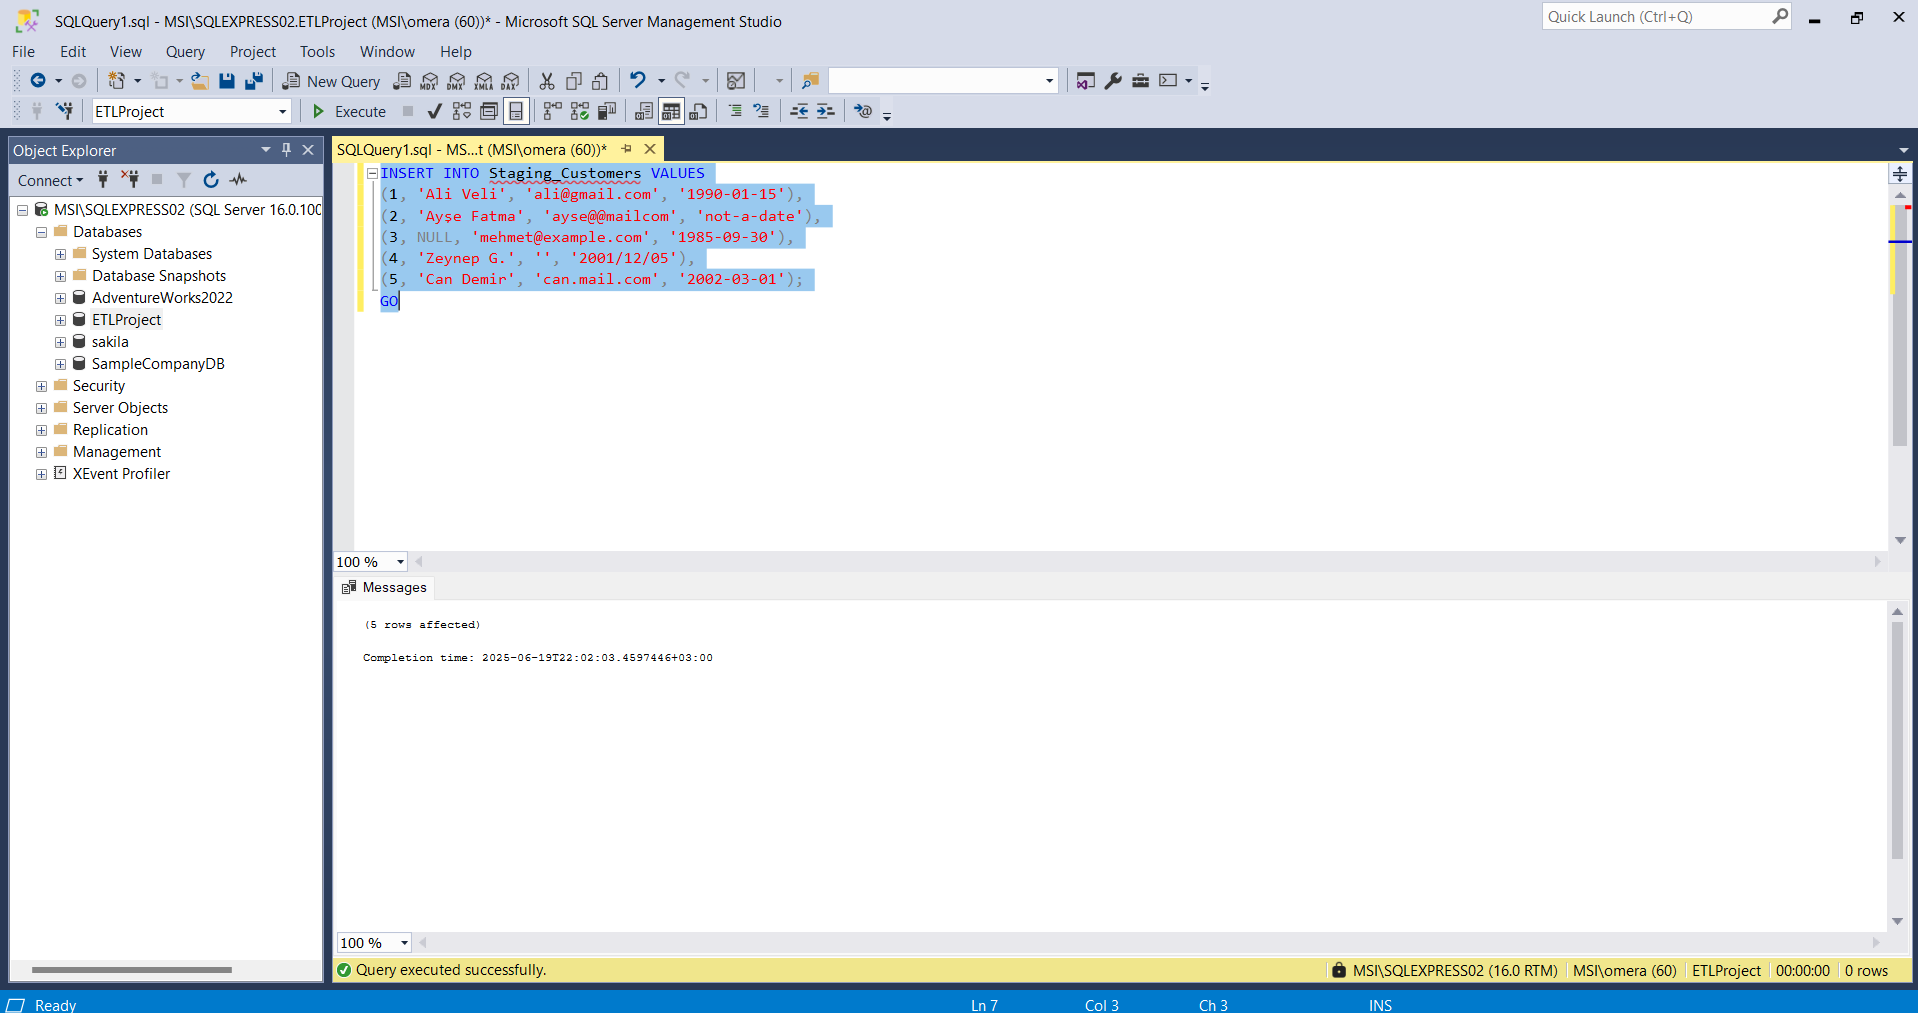 SQLQuery1.sql - MSI\SQLEXPRESS02.ETLProject (MSI\omera (60))* - Microsoft SQL Server Management Studio
Quick Launch (Ctrl+Q)
File Edit View Query Project Tools Window Help
New Query MDX DMX XMLA DAX
ETLProject Execute
Object Explorer
Connect
MSI\SQLEXPRESS02 (SQL Server 16.0.100
Databases
System Databases
Database Snapshots
AdventureWorks2022
ETLProject
sakila
SampleCompanyDB
Security
Server Objects
Replication
Management
XEvent Profiler
SQLQuery1.sql - MS...t (MSI\omera (60))*
INSERT INTO Staging_Customers VALUES
(1, 'Ali Veli', 'ali@gmail.com', '1990-01-15'),
(2, 'Ayşe Fatma', 'ayse@@mailcom', 'not-a-date'),
(3, NULL, 'mehmet@example.com', '1985-09-30'),
(4, 'Zeynep G.', '', '2001/12/05'),
(5, 'Can Demir', 'can.mail.com', '2002-03-01');
GO
100 %
Messages
(5 rows affected)
Completion time: 2025-06-19T22:02:03.4597446+03:00
100 %
Query executed successfully. MSI\SQLEXPRESS02 (16.0 RTM) MSI\omera (60) ETLProject 00:00:00 0 rows
Ready Ln 7 Col 3 Ch 3 INS